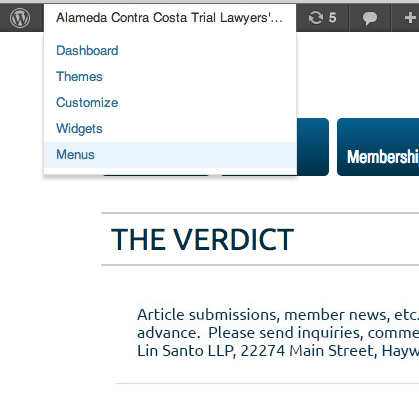 Alameda Contra Costa Trial Lawyers'... 5
Dashboard
Themes
Customize
Widgets
Menus
THE VERDICT
Article submissions, member news, etc.
advance. Please send inquiries, comme
Lin Santo LLP, 22274 Main Street, Hayw